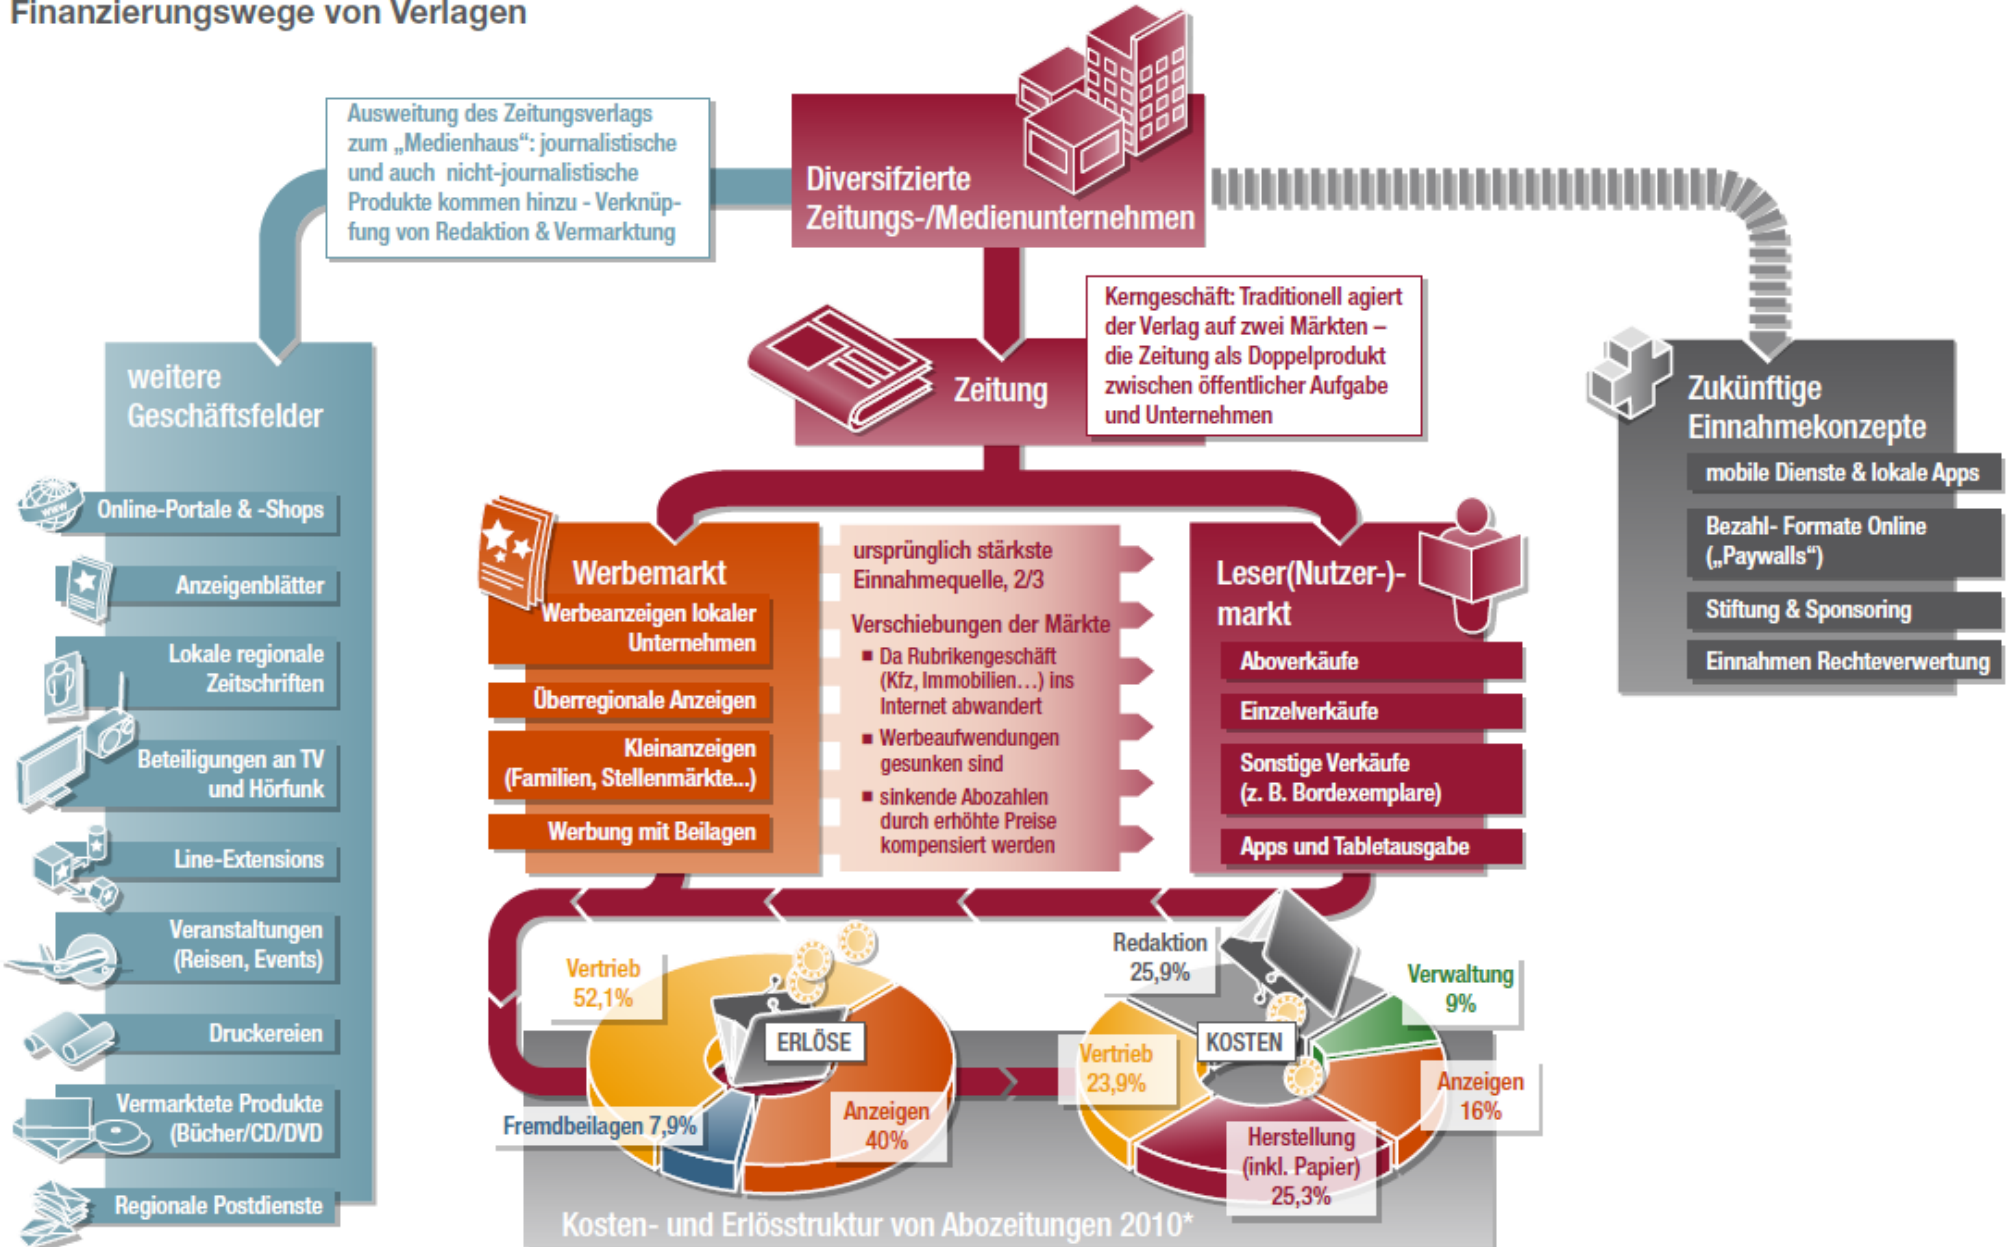 Finanzierungswege von Verlagen
Ausweitung des Zeitungsverlags
zum „Medienhaus“: journalistische
und auch nicht-journalistische
Produkte kommen hinzu - Verknüp-
fung von Redaktion & Vermarktung
Diversifzierte
Zeitungs-/Medienunternehmen
Kerngeschäft: Traditionell agiert
der Verlag auf zwei Märkten –
die Zeitung als Doppelprodukt
zwischen öffentlicher Aufgabe
und Unternehmen
Zeitung
weitere
Geschäftsfelder
www
Online-Portale & -Shops
Anzeigenblätter
Lokale regionale
Zeitschriften
Beteiligungen an TV
und Hörfunk
Line-Extensions
Veranstaltungen
(Reisen, Events)
Druckereien
Vermarktete Produkte
(Bücher/CD/DVD
Regionale Postdienste
Werbemarkt
Werbeanzeigen lokaler
Unternehmen
Überregionale Anzeigen
Kleinanzeigen
(Familien, Stellenmärkte...)
Werbung mit Beilagen
ursprünglich stärkste
Einnahmequelle, 2/3
Verschiebungen der Märkte
■ Da Rubrikengeschäft
(Kfz, Immobilien…) ins
Internet abwandert
■ Werbeaufwendungen
gesunken sind
■ sinkende Abozahlen
durch erhöhte Preise
kompensiert werden
Leser(Nutzer-)-
markt
Aboverkäufe
Einzelverkäufe
Sonstige Verkäufe
(z. B. Bordexemplare)
Apps und Tabletausgabe
Zukünftige
Einnahmekonzepte
mobile Dienste & lokale Apps
Bezahl- Formate Online
(„Paywalls“)
Stiftung & Sponsoring
Einnahmen Rechteverwertung
Vertrieb
52,1%
ERLÖSE
Fremdbeilagen 7,9%
Anzeigen
40%
Redaktion
25,9%
Verwaltung
9%
KOSTEN
Vertrieb
23,9%
Anzeigen
16%
Herstellung
(inkl. Papier)
25,3%
Kosten- und Erlösstruktur von Abozeitungen 2010*